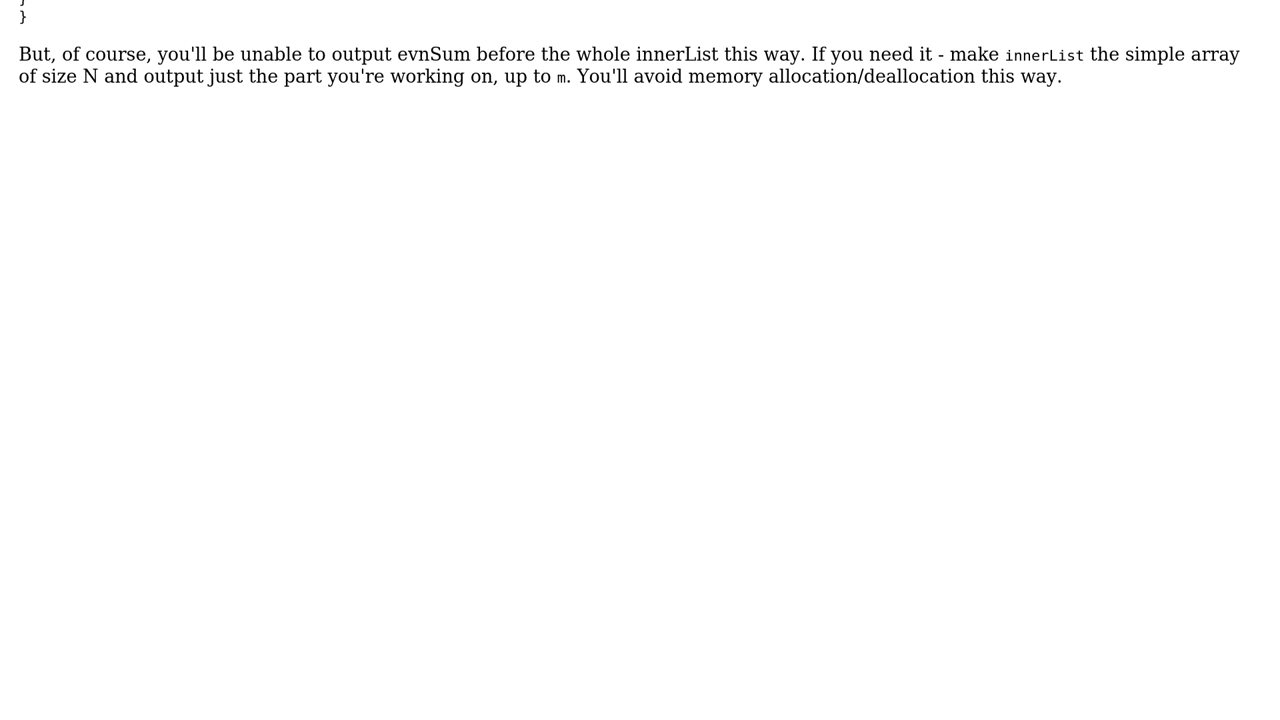 }
}
But, of course, you'll be unable to output evnSum before the whole innerList this way. If you need it - make innerList the simple array
of size N and output just the part you're working on, up to m. You'll avoid memory allocation/deallocation this way.